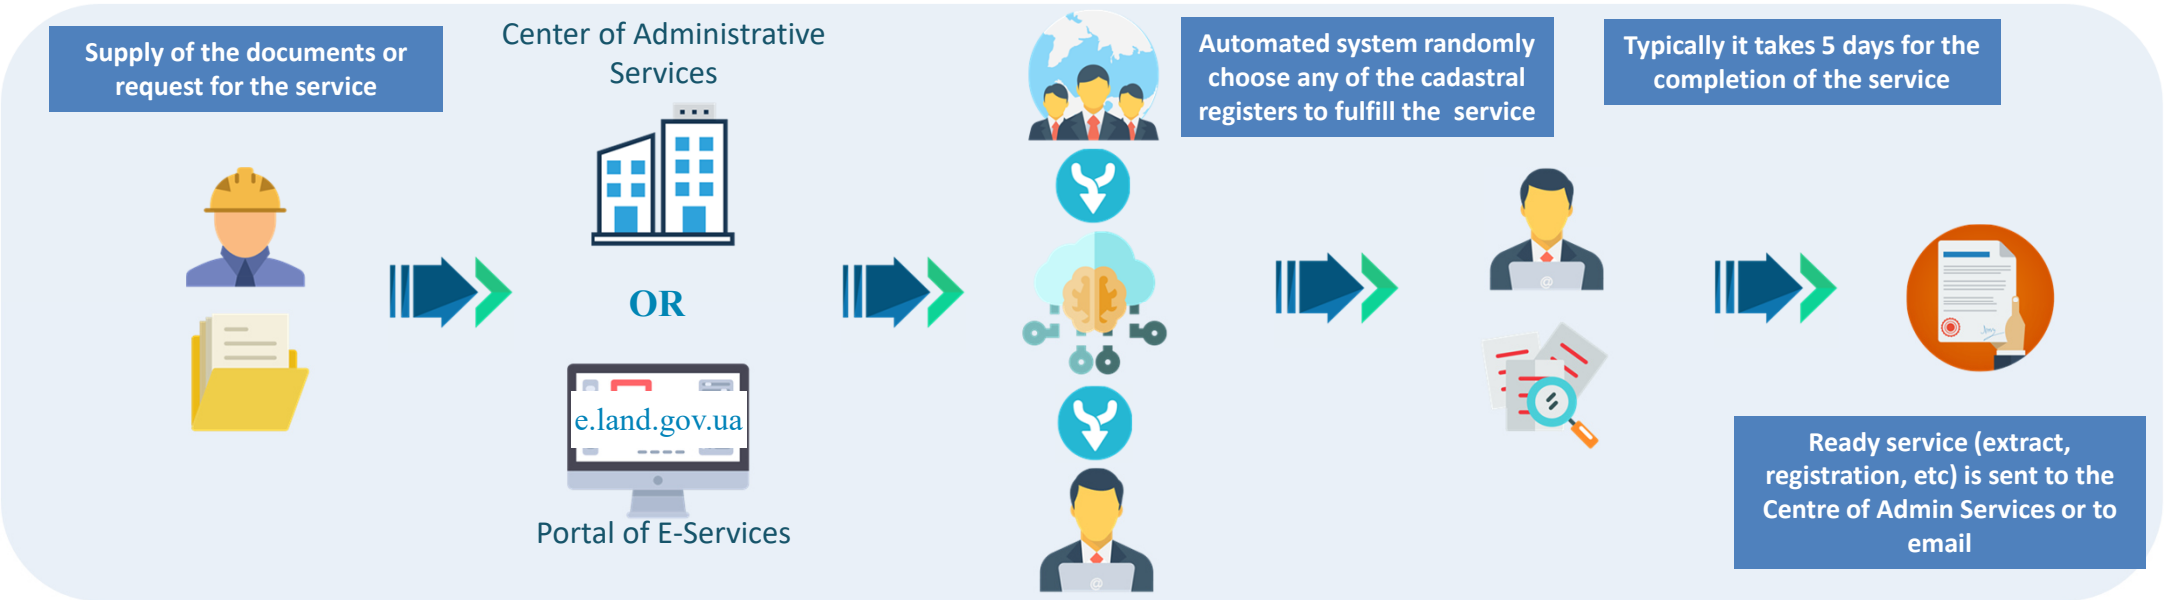 Supply of the documents or
request for the service
Center of Administrative
Services
OR
e.land.gov.ua
Portal of E-Services
Automated system randomly
choose any of the cadastral
registers to fulfill the service
Typically it takes 5 days for the
completion of the service
Ready service (extract,
registration, etc) is sent to the
Centre of Admin Services or to
email